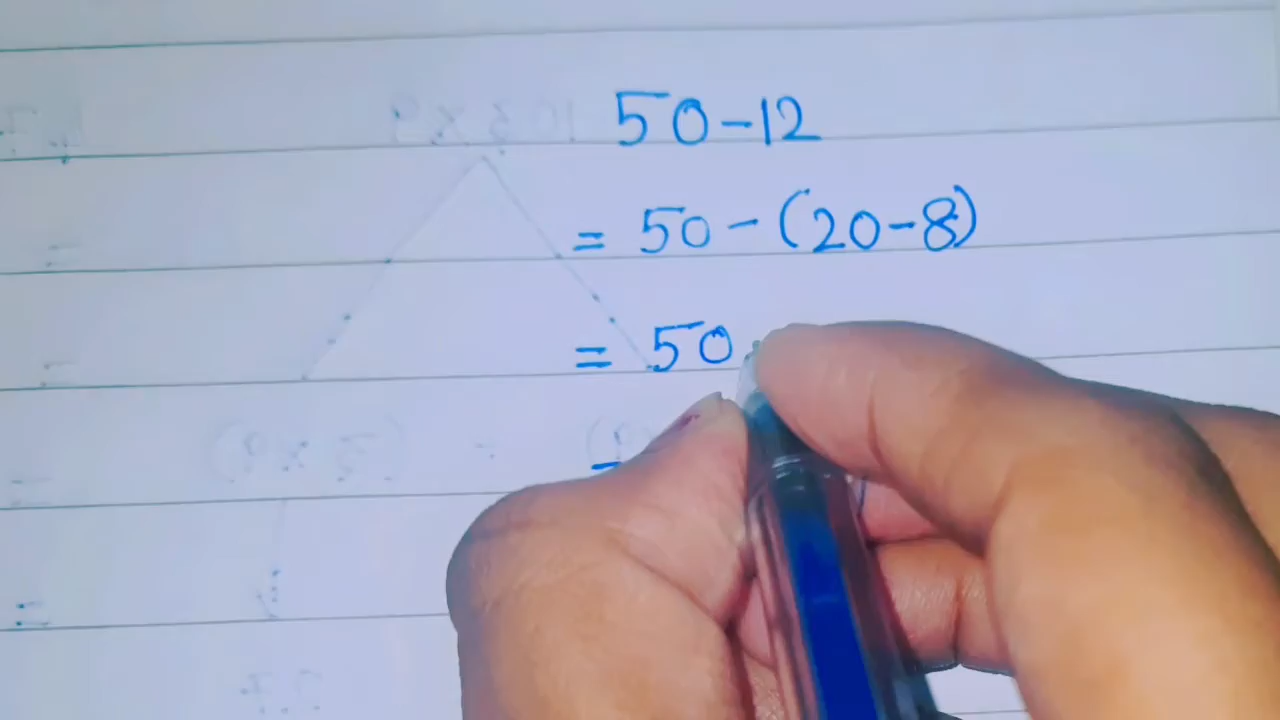 50-12
= 50-(20-8)
= 50
=